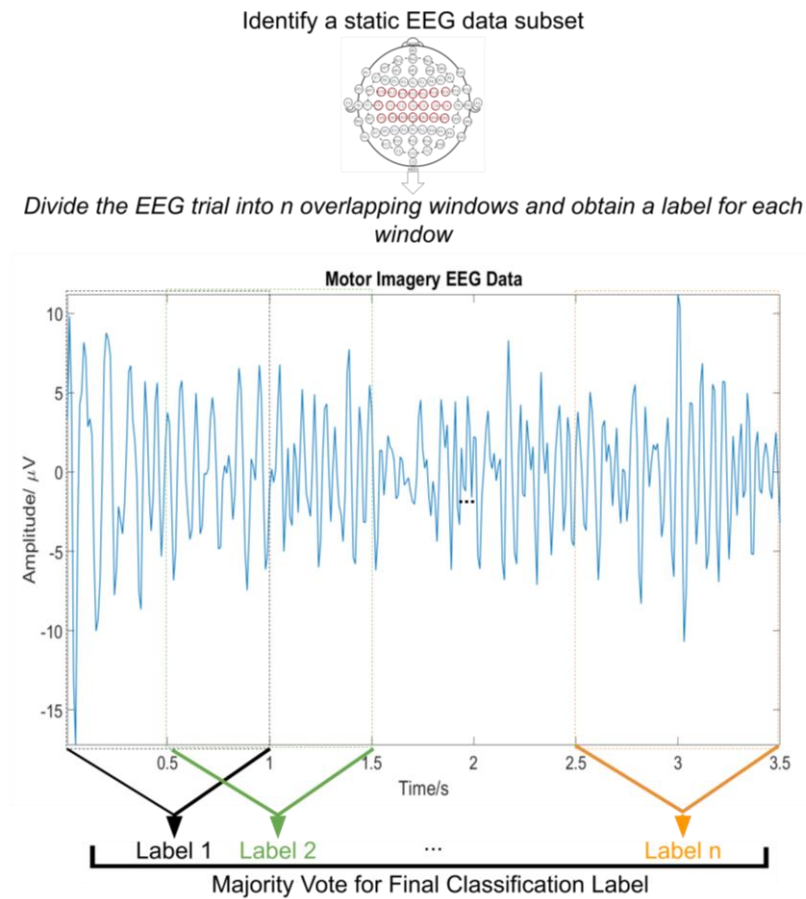 Identify a static EEG data subset
Divide the EEG trial into n overlapping windows and obtain a label for each
window
Motor Imagery EEG Data
10
5
0
-5
-10
-15
Amplitude/ μV
...
0.5
1
1.5
2
2.5
3
3.5
Time/s
Label 1
Label 2
...
Label n
Majority Vote for Final Classification Label